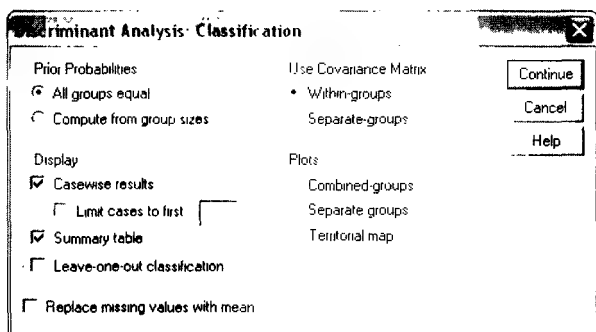 Discriminant Analysis: Classification
Prior Probabilities
All groups equal
Compute from group sizes
Use Covariance Matrix
Within-groups
Separate-groups
Continue
Cancel
Help
Display
Casewise results
Limit cases to first
Summary table
Leave-one-out classification
Plots
Combined-groups
Separate groups
Territorial map
Replace missing values with mean